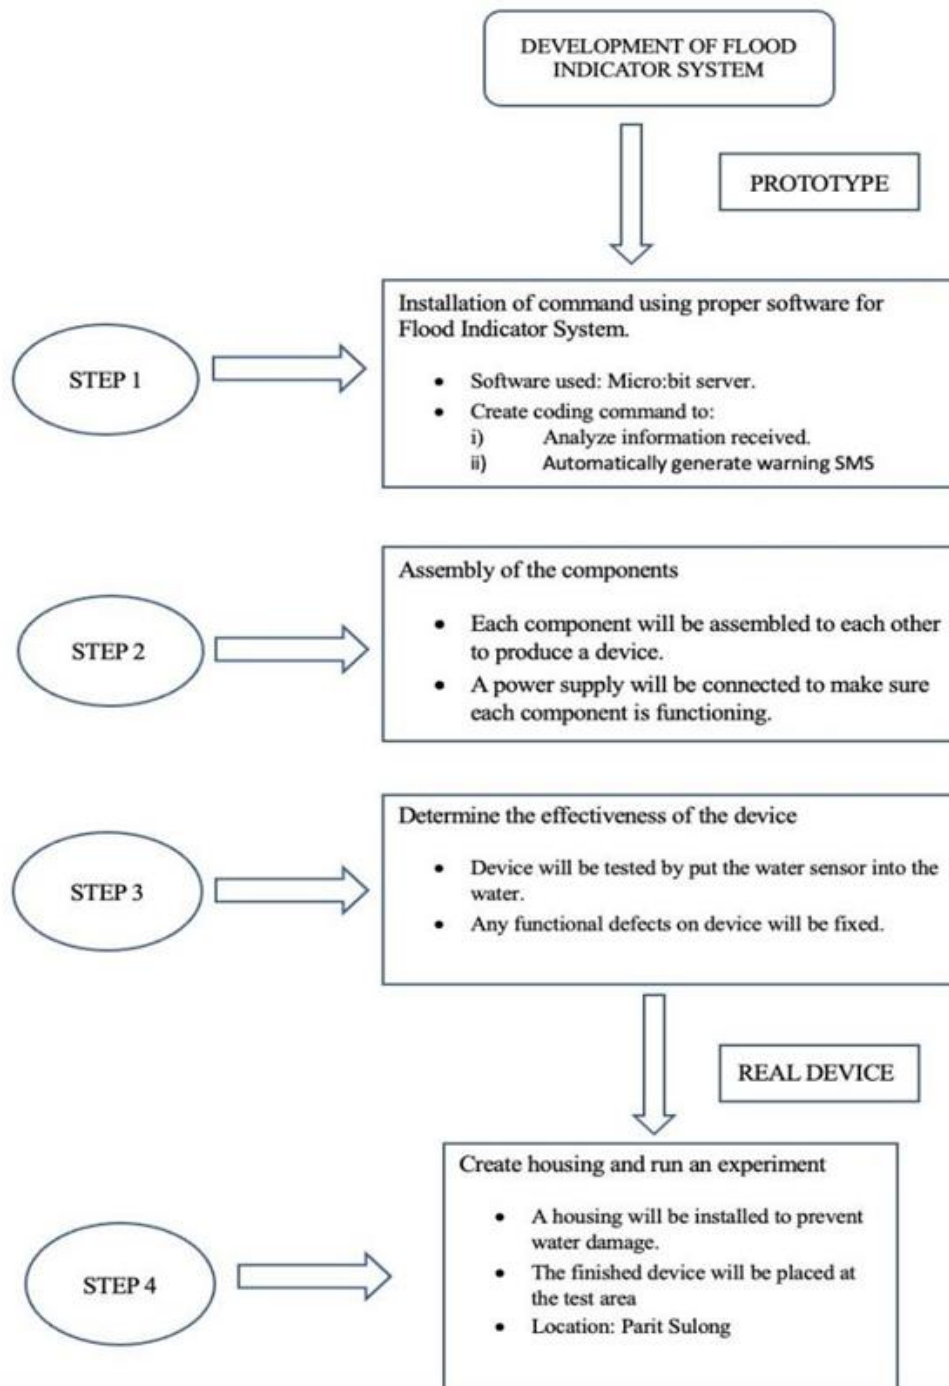 DEVELOPMENT OF FLOOD
INDICATOR SYSTEM
PROTOTYPE
STEP 1
Installation of command using proper software for
Flood Indicator System.
• Software used: Micro:bit server.
• Create coding command to:
i) Analyze information received.
ii) Automatically generate warning SMS
STEP 2
Assembly of the components
• Each component will be assembled to each other
to produce a device.
• A power supply will be connected to make sure
each component is functioning.
STEP 3
Determine the effectiveness of the device
• Device will be tested by put the water sensor into the
water.
• Any functional defects on device will be fixed.
REAL DEVICE
STEP 4
Create housing and run an experiment
• A housing will be installed to prevent
water damage.
• The finished device will be placed at
the test area
• Location: Parit Sulong